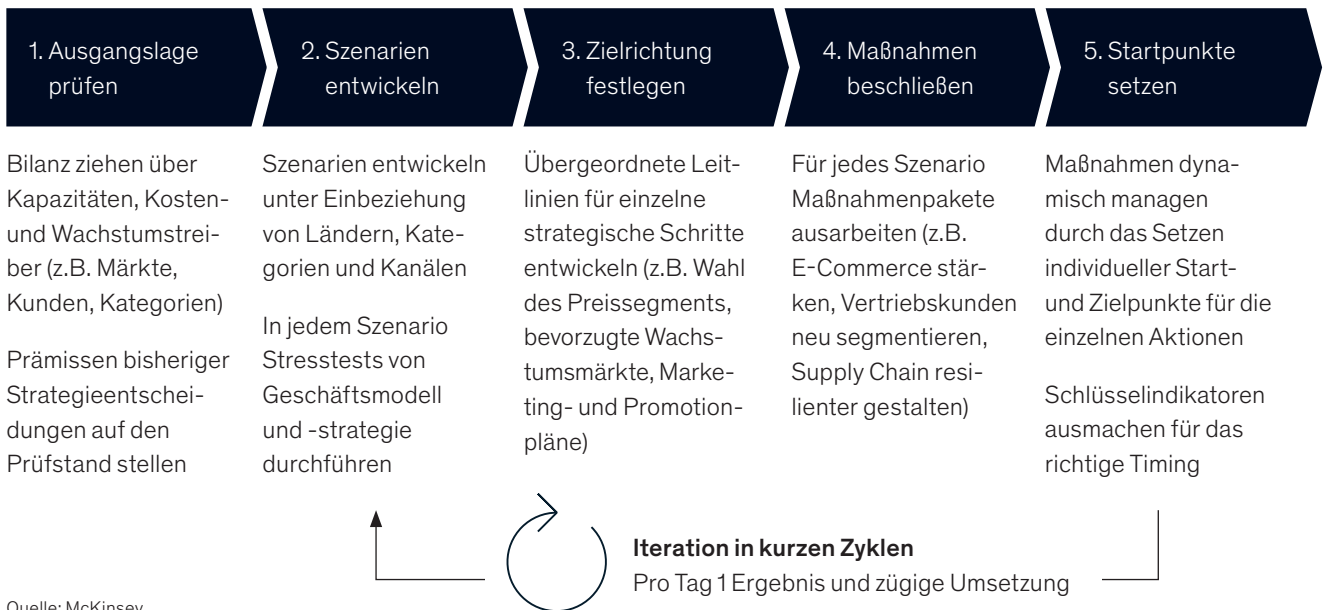 1. Ausgangslage
prüfen
2. Szenarien
entwickeln
3. Zielrichtung
festlegen
4. Maßnahmen
beschließen
5. Startpunkte
setzen
Bilanz ziehen über
Kapazitäten, Kosten-
und Wachstumstrei-
ber (z.B. Märkte,
Kunden, Kategorien)
Prämissen bisheriger
Strategieentschei-
dungen auf den
Prüfstand stellen
Szenarien entwickeln
unter Einbeziehung
von Ländern, Kate-
gorien und Kanälen
In jedem Szenario
Stresstests von
Geschäftsmodell
und -strategie
durchführen
Übergeordnete Leit-
linien für einzelne
strategische Schritte
entwickeln (z.B. Wahl
des Preissegments,
bevorzugte Wachs-
tumsmärkte, Marke-
ting- und Promotion-
pläne)
Für jedes Szenario
Maßnahmenpakete
ausarbeiten (z.B.
E-Commerce stär-
ken, Vertriebskunden
neu segmentieren,
Supply Chain resi-
lienter gestalten)
Maßnahmen dyna-
misch managen
durch das Setzen
individueller Start-
und Zielpunkte für die
einzelnen Aktionen
Schlüsselindikatoren
ausmachen für das
richtige Timing
Iteration in kurzen Zyklen
Pro Tag 1 Ergebnis und zügige Umsetzung
Quelle: McKinsey